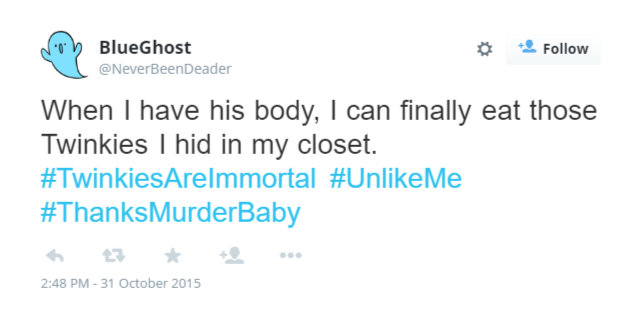 BlueGhost
@NeverBeenDeader
Follow
When I have his body, I can finally eat those
Twinkies I hid in my closet.
#TwinkiesAreImmortal #UnlikeMe
#ThanksMurderBaby
2:48 PM - 31 October 2015